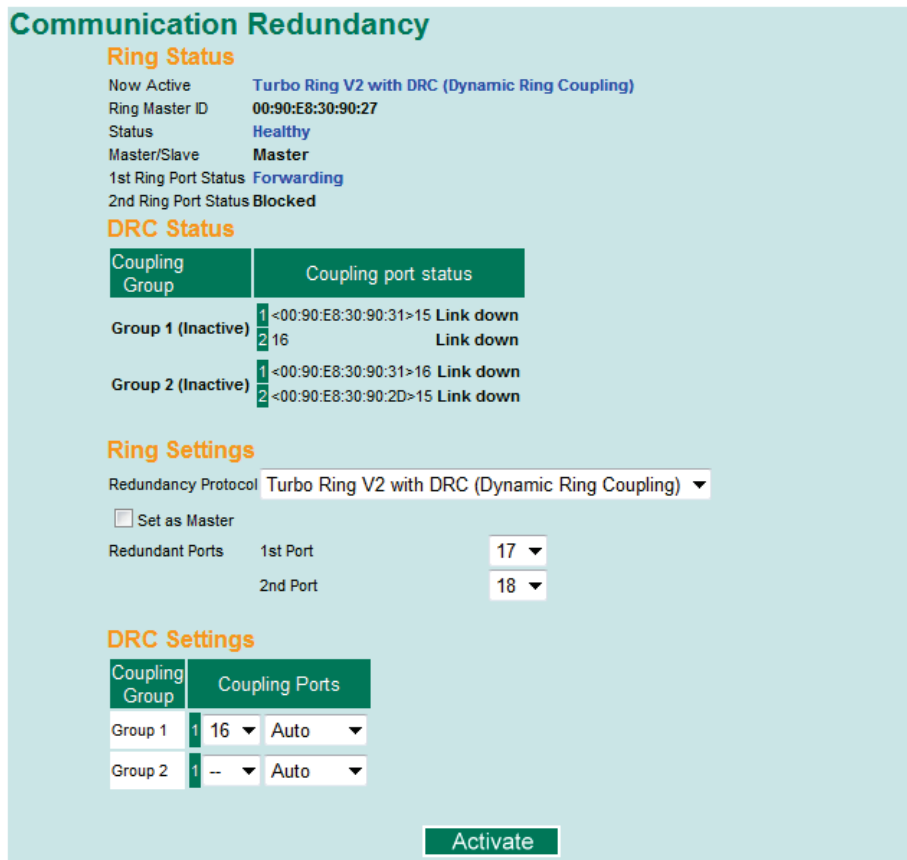 Communication Redundancy
Ring Status
Now Active Turbo Ring V2 with DRC (Dynamic Ring Coupling)
Ring Master ID 00:90:E8:30:90:27
Status Healthy
Master/Slave Master
1st Ring Port Status Forwarding
2nd Ring Port Status Blocked
DRC Status
Coupling Group Coupling port status
Group 1 (Inactive) 1 <00:90:E8:30:90:31>15 Link down
2 16 Link down
Group 2 (Inactive) 1 <00:90:E8:30:90:31>16 Link down
2 <00:90:E8:30:90:2D>15 Link down
Ring Settings
Redundancy Protocol Turbo Ring V2 with DRC (Dynamic Ring Coupling)
Set as Master
Redundant Ports 1st Port 17
2nd Port 18
DRC Settings
Coupling Group Coupling Ports
Group 1 1 16 Auto
Group 2 1 -- Auto
Activate